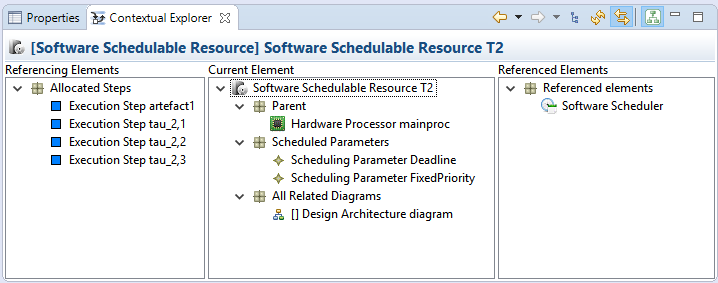 Properties
Contextual Explorer
[Software Schedulable Resource] Software Schedulable Resource T2
Referencing Elements
Allocated Steps
Execution Step artefact1
Execution Step tau_2,1
Execution Step tau_2,2
Execution Step tau_2,3
Current Element
Software Schedulable Resource T2
Parent
Hardware Processor mainproc
Scheduled Parameters
Scheduling Parameter Deadline
Scheduling Parameter FixedPriority
All Related Diagrams
[] Design Architecture diagram
Referenced Elements
Referenced elements
Software Scheduler